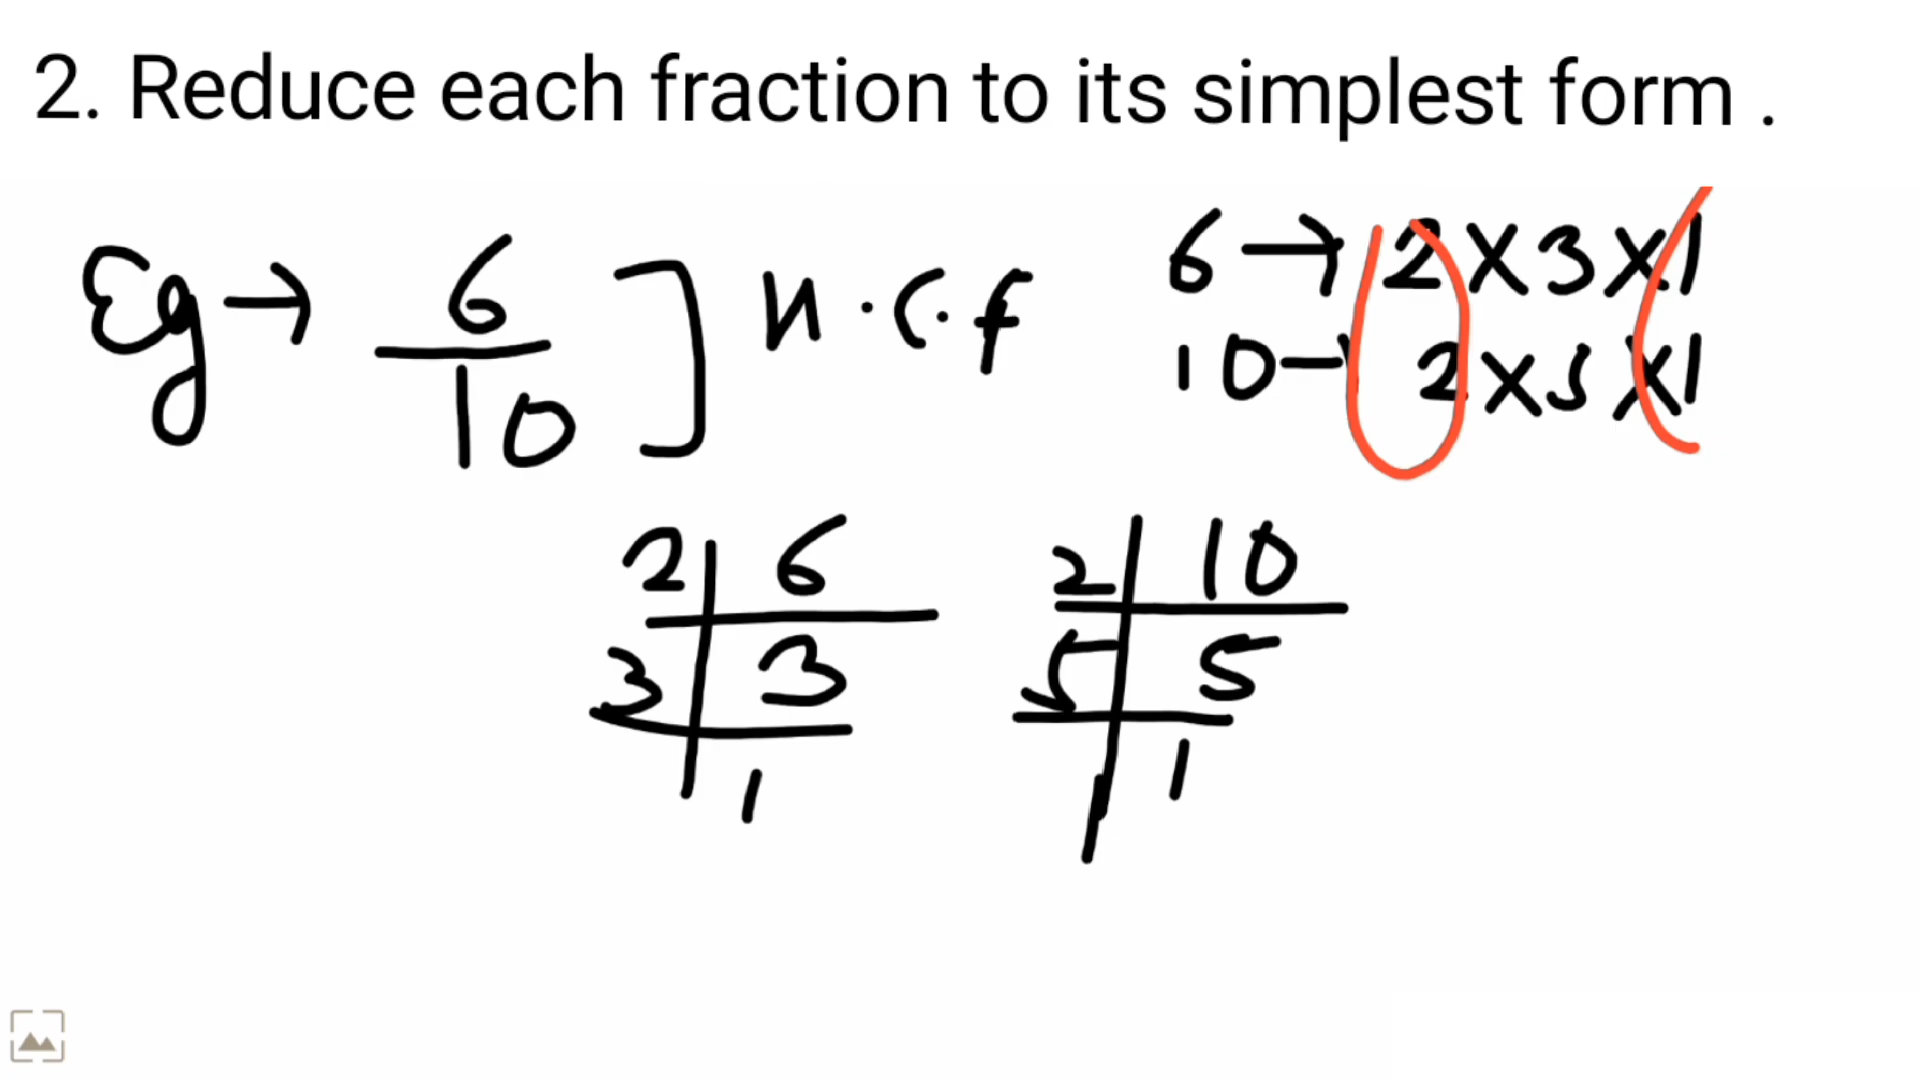 2. Reduce each fraction to its simplest form .
Eg → 6/10 ] H.C.f
6 → 2 X 3 X 1
10 → 2 X 5 X 1
2 | 6
3 | 3
1
2 | 10
5 | 5
1